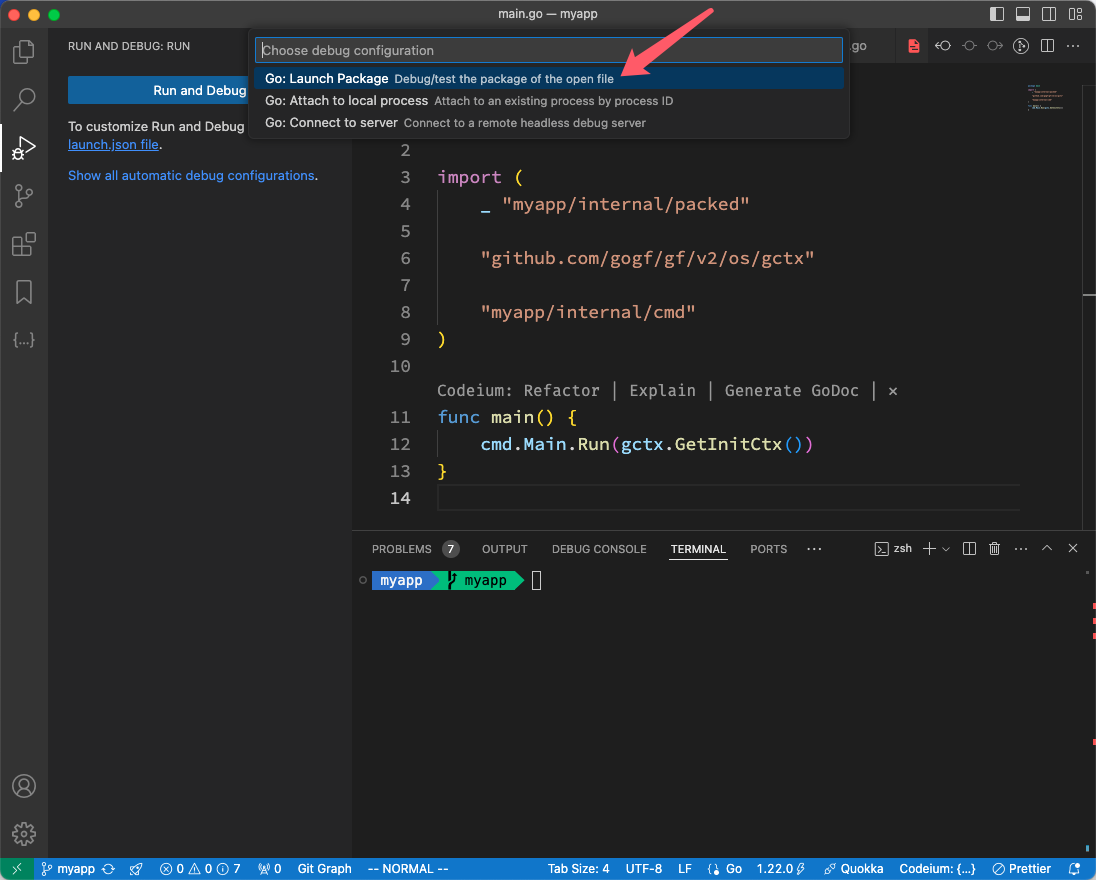 main.go — myapp
RUN AND DEBUG: RUN
Choose debug configuration
go
Go: Launch Package Debug/test the package of the open file
Go: Attach to local process Attach to an existing process by process ID
Go: Connect to server Connect to a remote headless debug server
Run and Debug
To customize Run and Debug
launch.json file.
Show all automatic debug configurations.
2
3 import (
4 _ "myapp/internal/packed"
5
6 "github.com/gogf/gf/v2/os/gctx"
7
8 "myapp/internal/cmd"
9 )
10
Codeium: Refactor | Explain | Generate GoDoc | ×
11 func main() {
12 cmd.Main.Run(gctx.GetInitCtx())
13 }
14
PROBLEMS 7 OUTPUT DEBUG CONSOLE TERMINAL PORTS ··· zsh
myapp myapp
myapp 0 0 7 0 Git Graph -- NORMAL -- Tab Size: 4 UTF-8 LF Go 1.22.0 Quokka Codeium: {...} Prettier